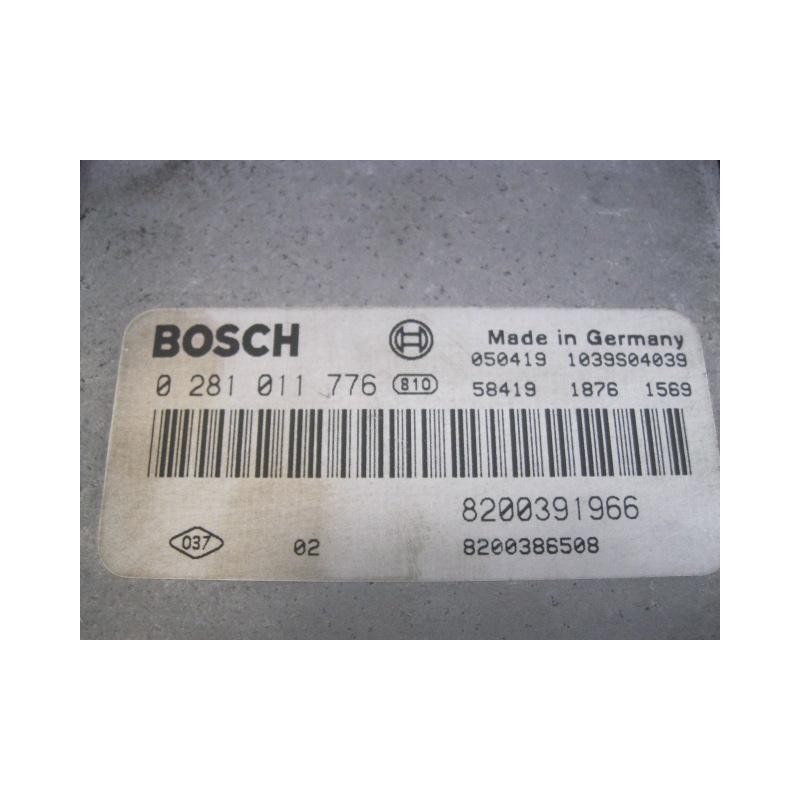 BOSCH
Made in Germany
050419 1039S04039
0 281 011 776 810
58419 1876 1569
8200391966
037 02 8200386508